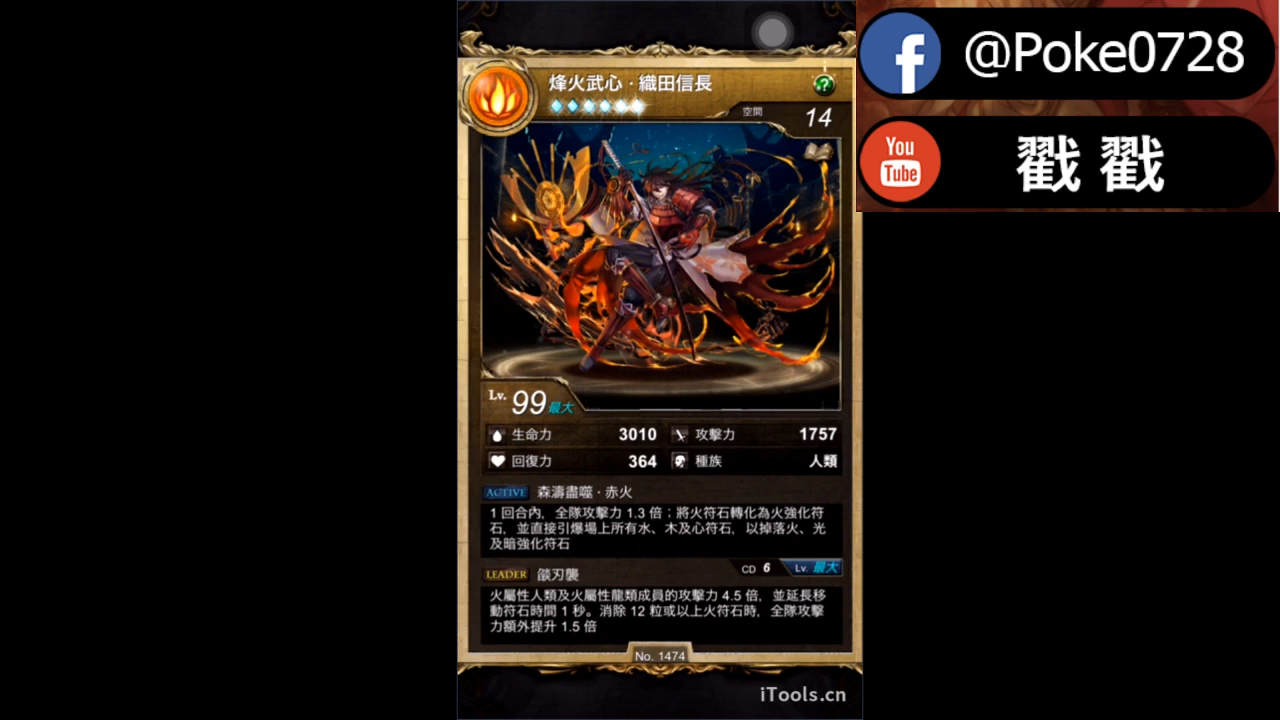 烽火武心 · 織田信長
空間
14
Lv. 99 最大
生命力 3010 攻擊力 1757
回復力 364 種族 人類
ACTIVE 森濤盡噬 · 赤火
1 回合內，全隊攻擊力 1.3 倍；將火符石轉化為火強化符
石，並直接引爆場上所有水、木及心符石，以掉落火、光
及暗強化符石
CD 6 Lv. 最大
LEADER 燄刃襲
火屬性人類及火屬性龍類成員的攻擊力 4.5 倍，並延長移
動符石時間 1 秒。消除 12 粒或以上火符石時，全隊攻擊
力額外提升 1.5 倍
No. 1474
iTools.cn
f @Poke0728
You
Tube
戳 戳